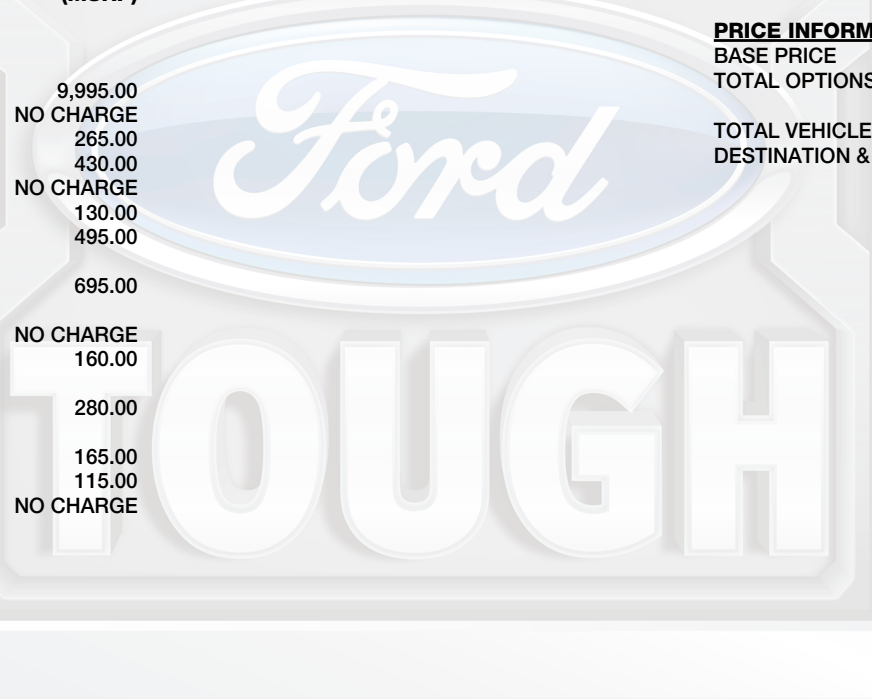 9,995.00
NO CHARGE
265.00
430.00
NO CHARGE
130.00
495.00
695.00
NO CHARGE
160.00
280.00
165.00
115.00
NO CHARGE
PRICE INFORM
BASE PRICE
TOTAL OPTIONS
TOTAL VEHICLE
DESTINATION &
Ford
TOUGH